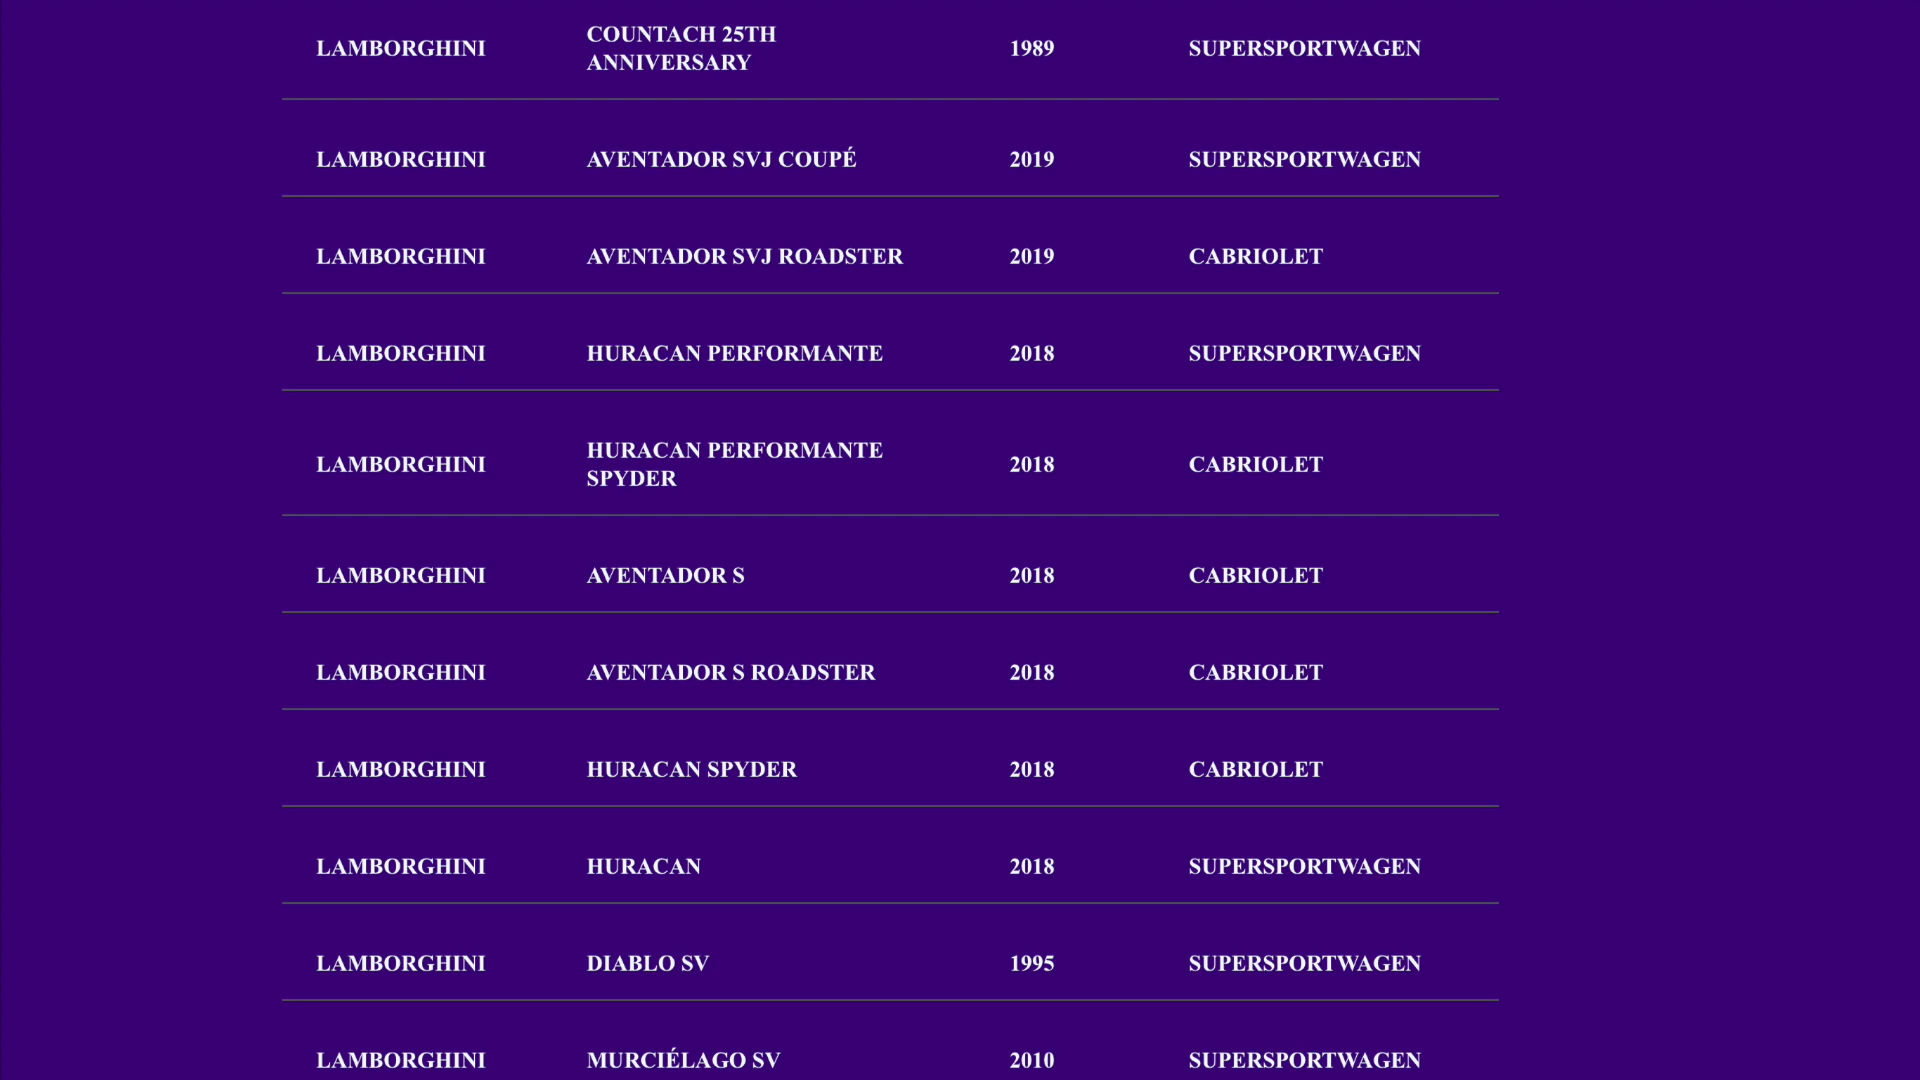 LAMBORGHINI COUNTACH 25TH ANNIVERSARY 1989 SUPERSPORTWAGEN
LAMBORGHINI AVENTADOR SVJ COUPÉ 2019 SUPERSPORTWAGEN
LAMBORGHINI AVENTADOR SVJ ROADSTER 2019 CABRIOLET
LAMBORGHINI HURACAN PERFORMANTE 2018 SUPERSPORTWAGEN
LAMBORGHINI HURACAN PERFORMANTE SPYDER 2018 CABRIOLET
LAMBORGHINI AVENTADOR S 2018 CABRIOLET
LAMBORGHINI AVENTADOR S ROADSTER 2018 CABRIOLET
LAMBORGHINI HURACAN SPYDER 2018 CABRIOLET
LAMBORGHINI HURACAN 2018 SUPERSPORTWAGEN
LAMBORGHINI DIABLO SV 1995 SUPERSPORTWAGEN
LAMBORGHINI MURCIÉLAGO SV 2010 SUPERSPORTWAGEN